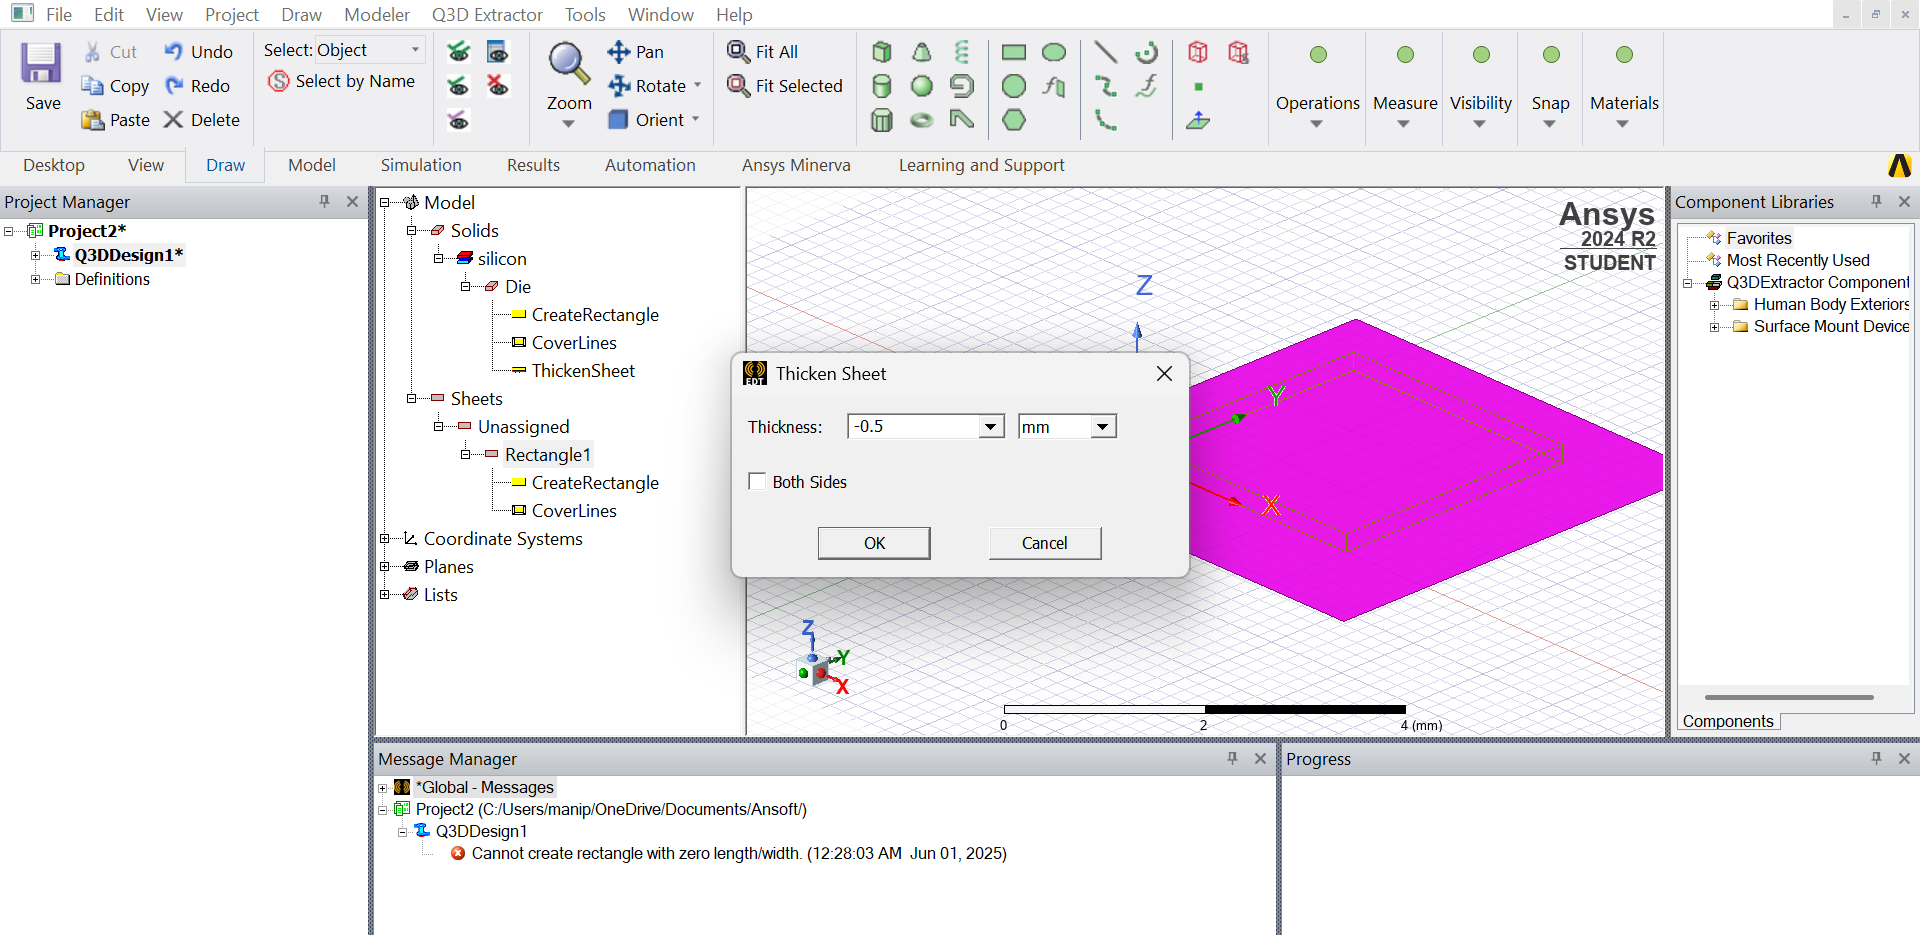 File Edit View Project Draw Modeler Q3D Extractor Tools Window Help
Save
Cut
Copy
Paste
Undo
Redo
Delete
Select: Object
Select by Name
Zoom
Pan
Rotate
Orient
Fit All
Fit Selected
Operations
Measure
Visibility
Snap
Materials
Desktop View Draw Model Simulation Results Automation Ansys Minerva Learning and Support
Project Manager
Project2*
Q3DDesign1*
Definitions
Model
Solids
silicon
Die
CreateRectangle
CoverLines
ThickenSheet
Sheets
Unassigned
Rectangle1
CreateRectangle
CoverLines
Coordinate Systems
Planes
Lists
Ansys
2024 R2
STUDENT
Z
Y
X
EDT
Thicken Sheet
Thickness: -0.5 mm
Both Sides
OK Cancel
Z
Y
X
0 2 4 (mm)
Component Libraries
Favorites
Most Recently Used
Q3DExtractor Component
Human Body Exteriors
Surface Mount Device
Components
Message Manager
*Global - Messages
Project2 (C:/Users/manip/OneDrive/Documents/Ansoft/)
Q3DDesign1
Cannot create rectangle with zero length/width. (12:28:03 AM Jun 01, 2025)
Progress